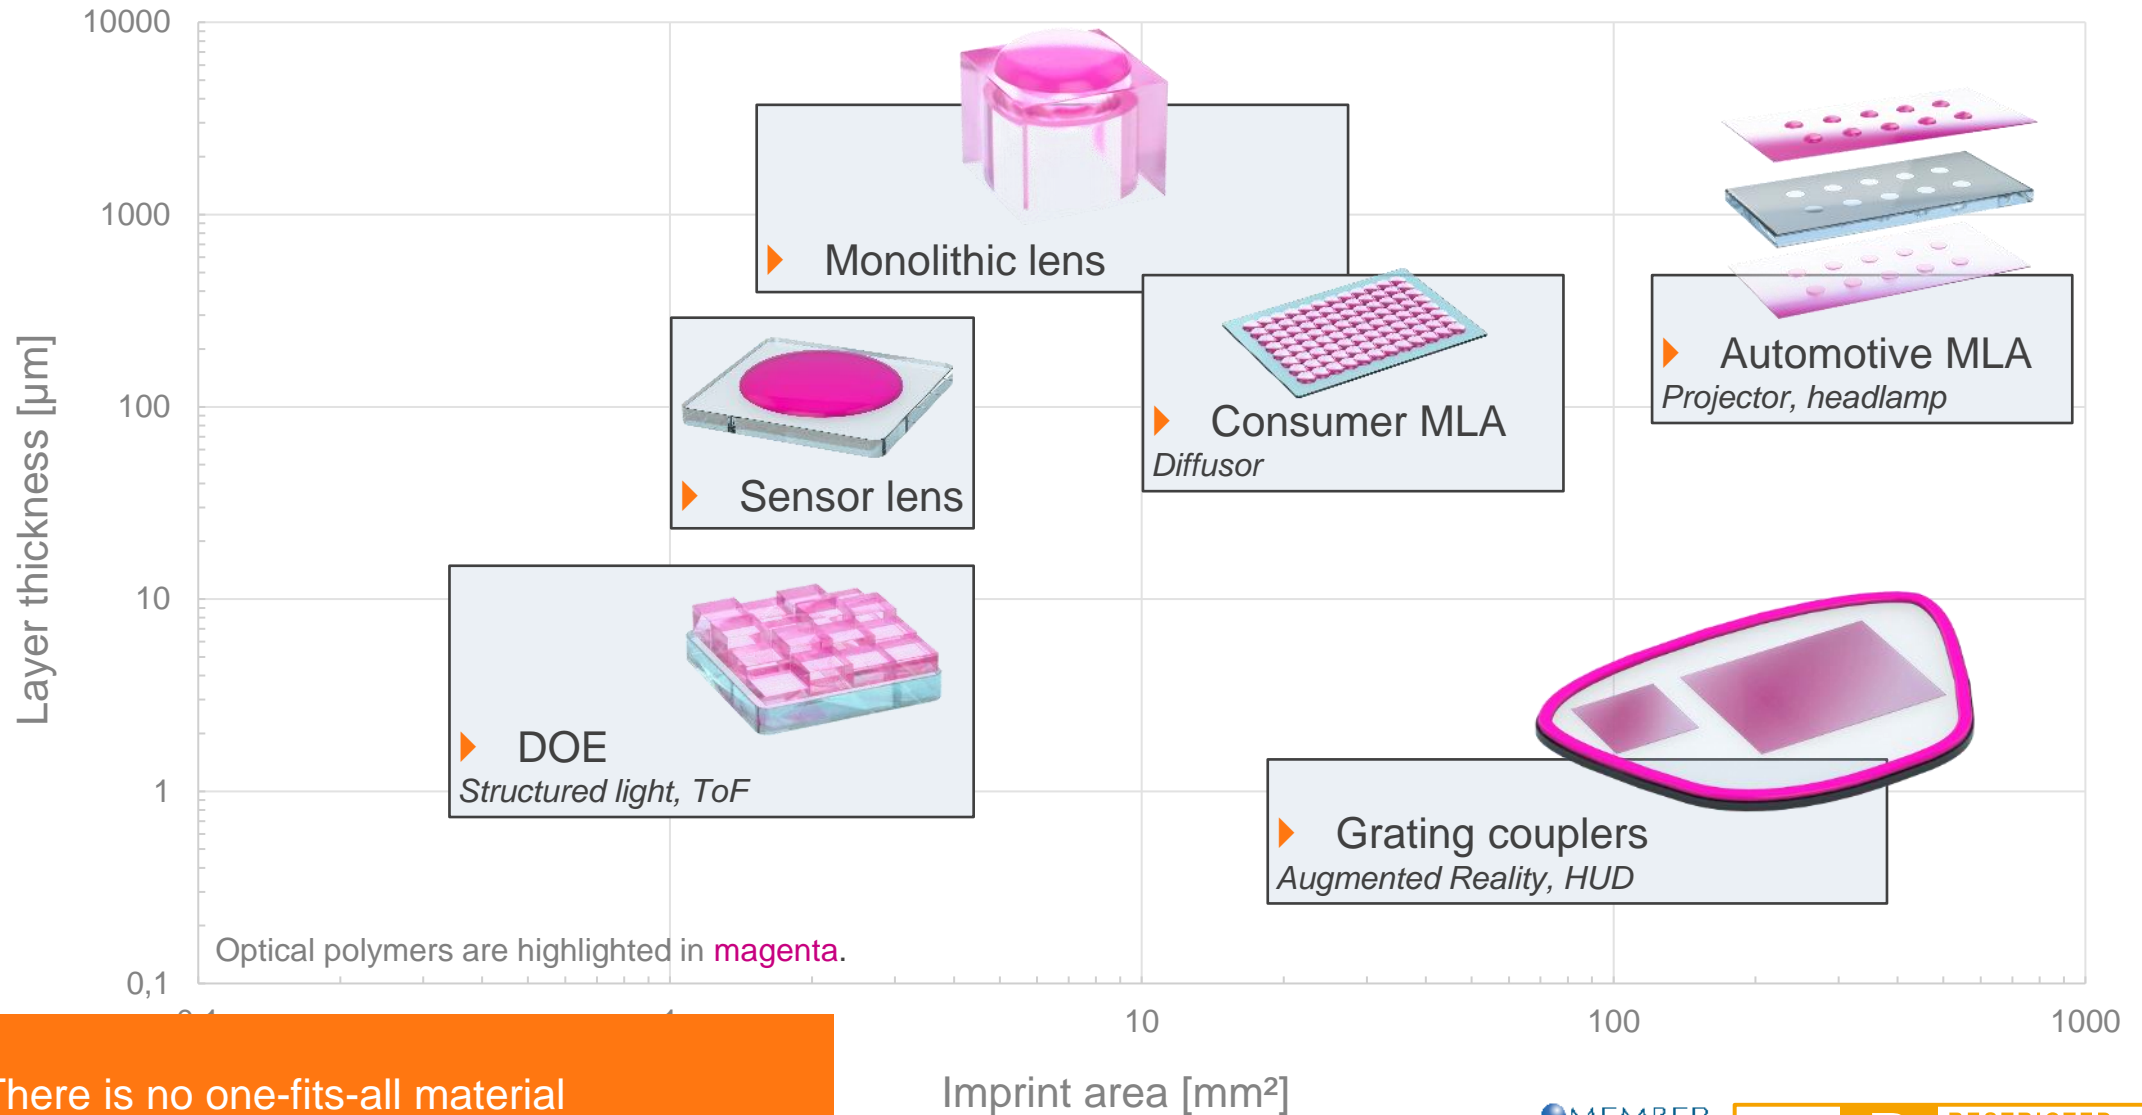 10000
1000
100
10
1
0,1
Layer thickness [µm]
Monolithic lens
Automotive MLA
Projector, headlamp
Consumer MLA
Diffusor
Sensor lens
DOE
Structured light, ToF
Grating couplers
Augmented Reality, HUD
Optical polymers are highlighted in magenta.
10
100
1000
Imprint area [mm²]
There is no one-fits-all material
MEMBER